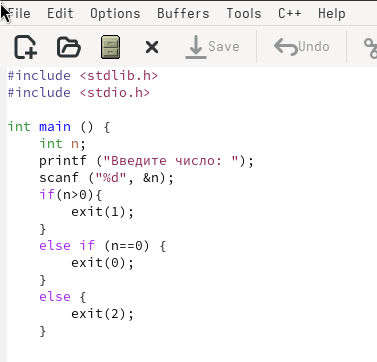 File Edit Options Buffers Tools C++ Help
Save Undo
#include <stdlib.h>
#include <stdio.h>
int main () {
int n;
printf ("Введите число: ");
scanf ("%d", &n);
if(n>0){
exit(1);
}
else if (n==0) {
exit(0);
}
else {
exit(2);
}